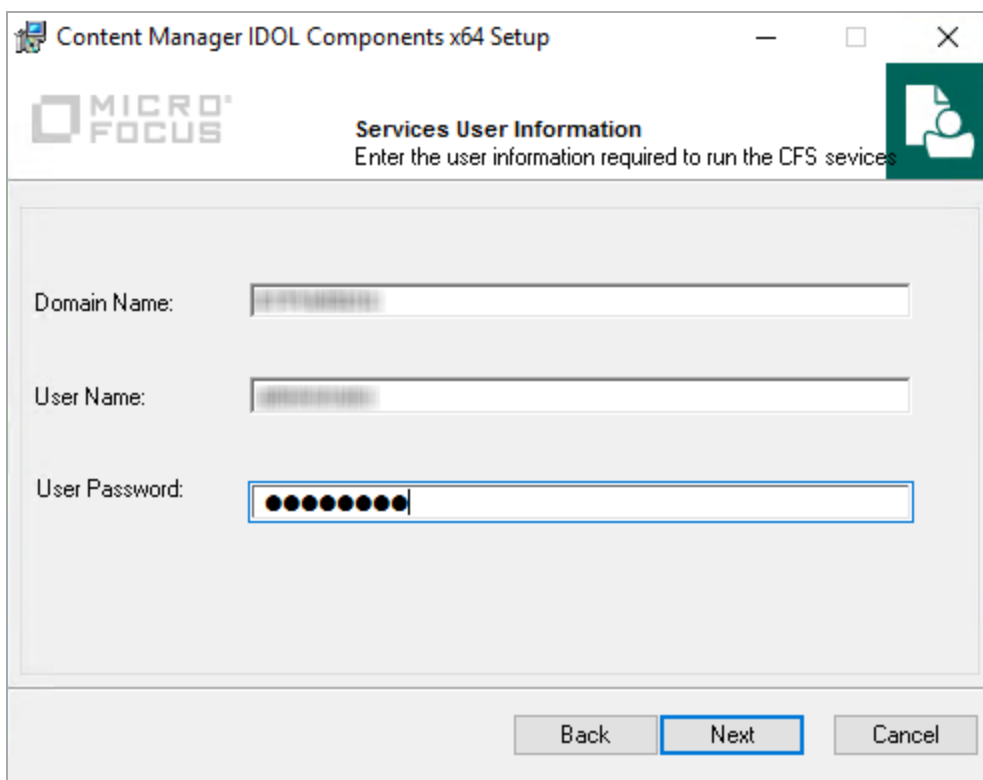 Content Manager IDOL Components x64 Setup
MICRO
FOCUS
Services User Information
Enter the user information required to run the CFS sevices
Domain Name:
User Name:
User Password:
Back Next Cancel